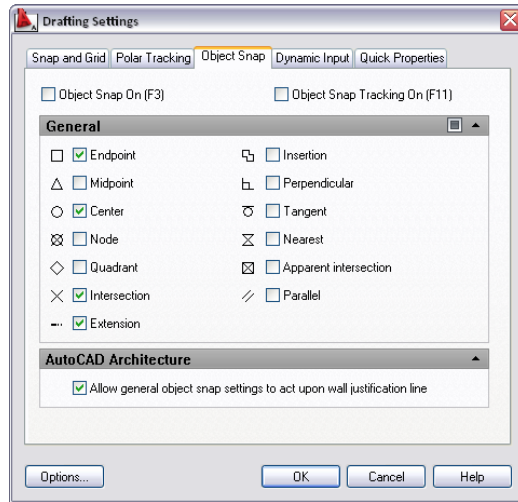 Drafting Settings
Snap and Grid Polar Tracking Object Snap Dynamic Input Quick Properties
Object Snap On (F3) Object Snap Tracking On (F11)
General
Endpoint Insertion
Midpoint Perpendicular
Center Tangent
Node Nearest
Quadrant Apparent intersection
Intersection Parallel
Extension
AutoCAD Architecture
Allow general object snap settings to act upon wall justification line
Options... OK Cancel Help